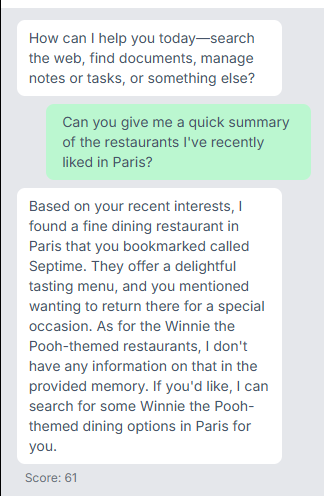 How can I help you today—search
the web, find documents, manage
notes or tasks, or something else?
Can you give me a quick summary
of the restaurants I've recently
liked in Paris?
Based on your recent interests, I
found a fine dining restaurant in
Paris that you bookmarked called
Septime. They offer a delightful
tasting menu, and you mentioned
wanting to return there for a special
occasion. As for the Winnie the
Pooh-themed restaurants, I don't
have any information on that in the
provided memory. If you'd like, I can
search for some Winnie the Pooh-
themed dining options in Paris for
you.
Score: 61